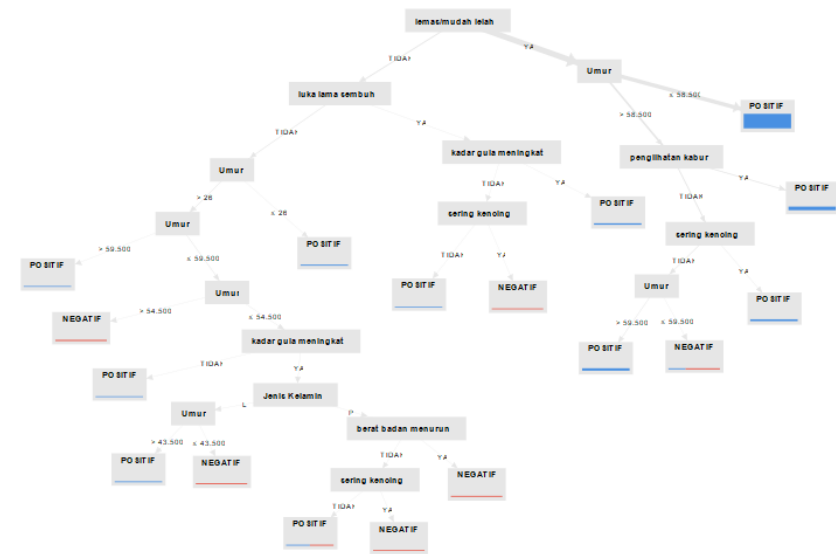 lemas/mudah lelah
TIDAK
YA
Umur
luka lama sembuh
≤ 58.500
POSITIF
> 58.500
TIDAK
YA
kadar gula meningkat
penglihatan kabur
Umur
TIDAK
YA
TIDAK
YA
POSITIF
> 26
≤ 26
POSITIF
sering kencing
Umur
sering kencing
> 59.500
≤ 59.500
POSITIF
TIDAK
YA
TIDAK
YA
POSITIF
POSITIF
NEGATIF
Umur
POSITIF
Umur
> 54.500
≤ 54.500
NEGATIF
> 59.500
≤ 59.500
kadar gula meningkat
POSITIF
NEGATIF
TIDAK
YA
POSITIF
Jenis Kelamin
L
P
Umur
berat badan menurun
> 43.500
≤ 43.500
TIDAK
YA
POSITIF
NEGATIF
sering kencing
NEGATIF
TIDAK
YA
POSITIF
NEGATIF